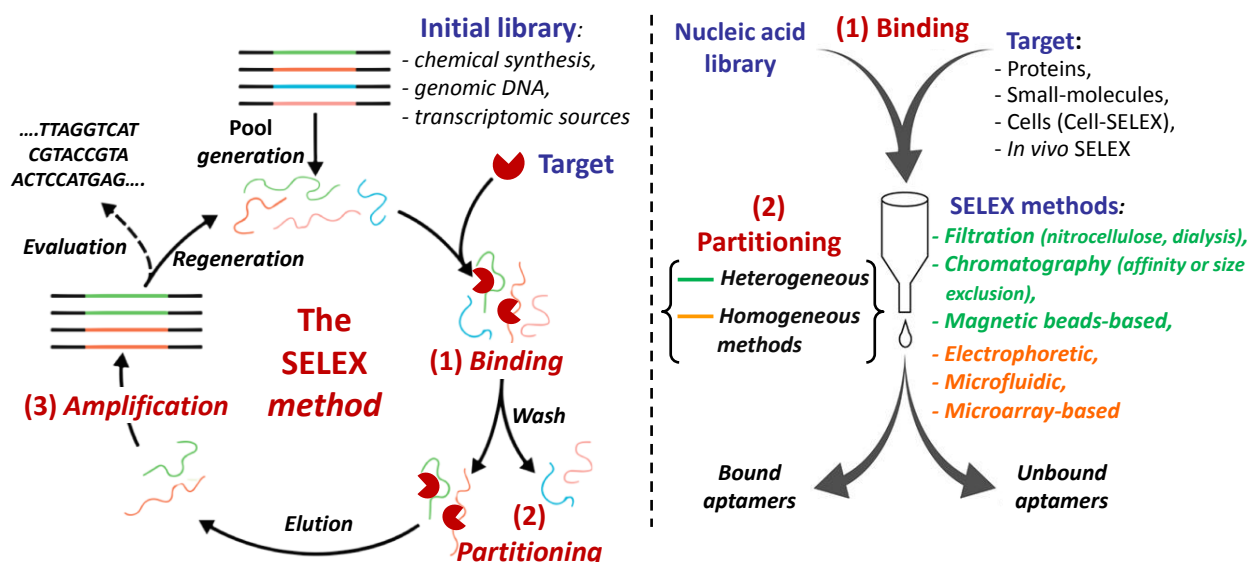 Initial library:
- chemical synthesis,
- genomic DNA,
- transcriptomic sources
Pool
generation
Target
....TTAGGTCAT
CGTACCGTA
ACTCCATGAG....
Evaluation
Regeneration
The
SELEX
method
(1) Binding
Wash
(2)
Partitioning
Elution
(3) Amplification
Nucleic acid
library
(1) Binding
Target:
- Proteins,
- Small-molecules,
- Cells (Cell-SELEX),
- In vivo SELEX
(2)
Partitioning
Heterogeneous
Homogeneous
methods
SELEX methods:
- Filtration (nitrocellulose, dialysis),
- Chromatography (affinity or size
exclusion),
- Magnetic beads-based,
- Electrophoretic,
- Microfluidic,
- Microarray-based
Bound
aptamers
Unbound
aptamers